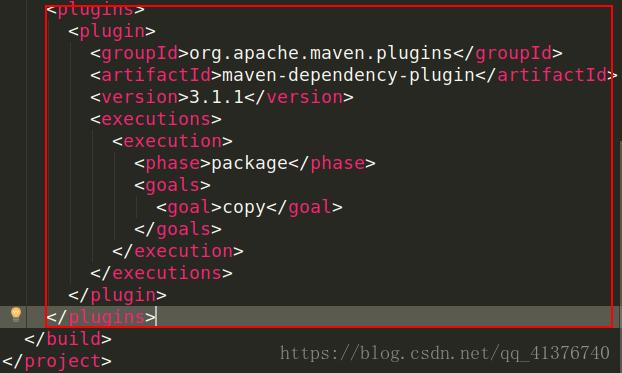 <plugins>
<plugin>
<groupId>org.apache.maven.plugins</groupId>
<artifactId>maven-dependency-plugin</artifactId>
<version>3.1.1</version>
<executions>
<execution>
<phase>package</phase>
<goals>
<goal>copy</goal>
</goals>
</execution>
</executions>
</plugin>
</plugins>
</build>
</project>
https://blog.csdn.net/qq_41376740